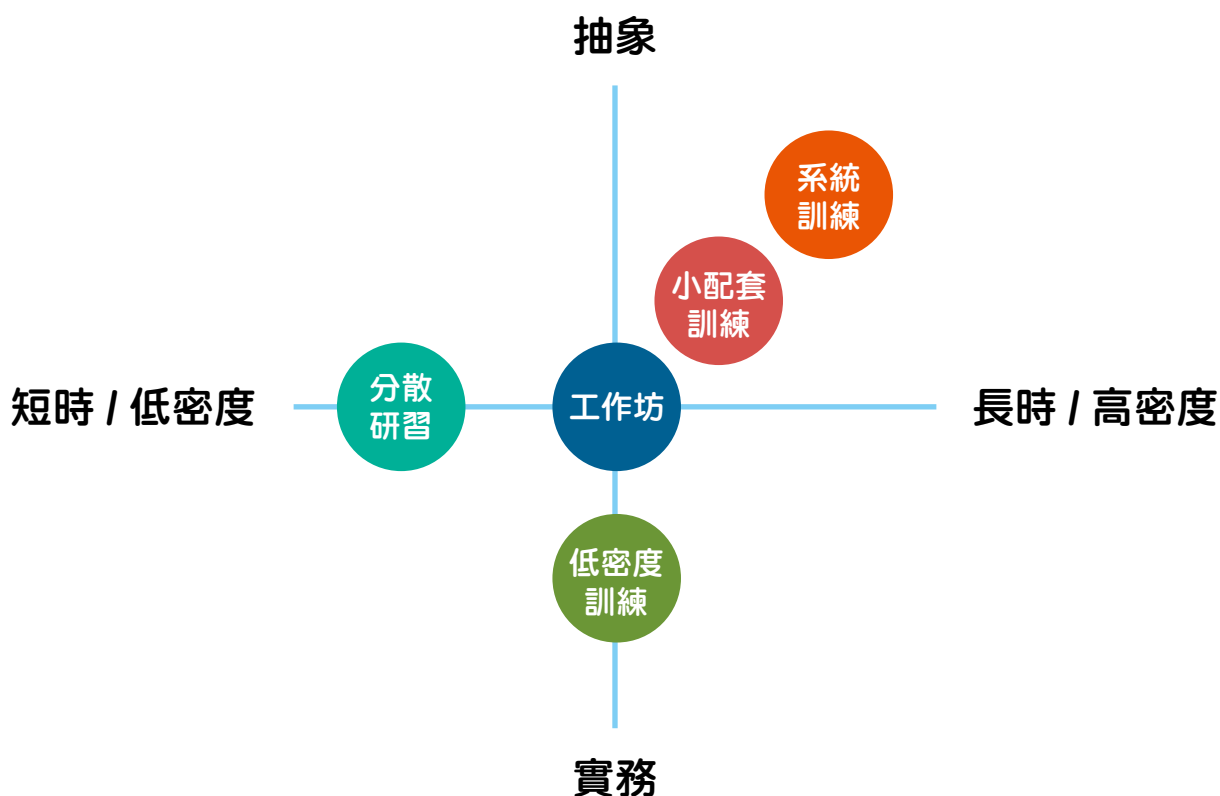 抽象
系統
訓練
小配套
訓練
短時 / 低密度
分散
研習
工作坊
長時 / 高密度
低密度
訓練
實務